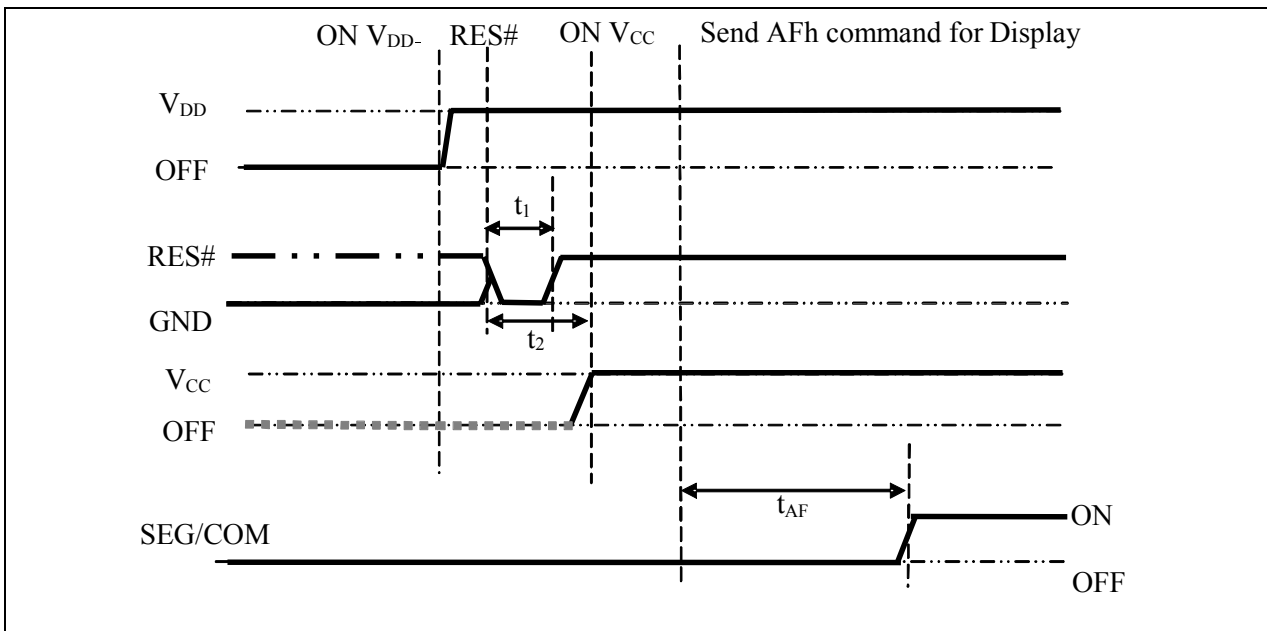 ON VDD- RES# ON VCC Send AFh command for Display
VDD
OFF
t1
RES#
GND
t2
VCC
OFF
tAF
ON
SEG/COM
OFF